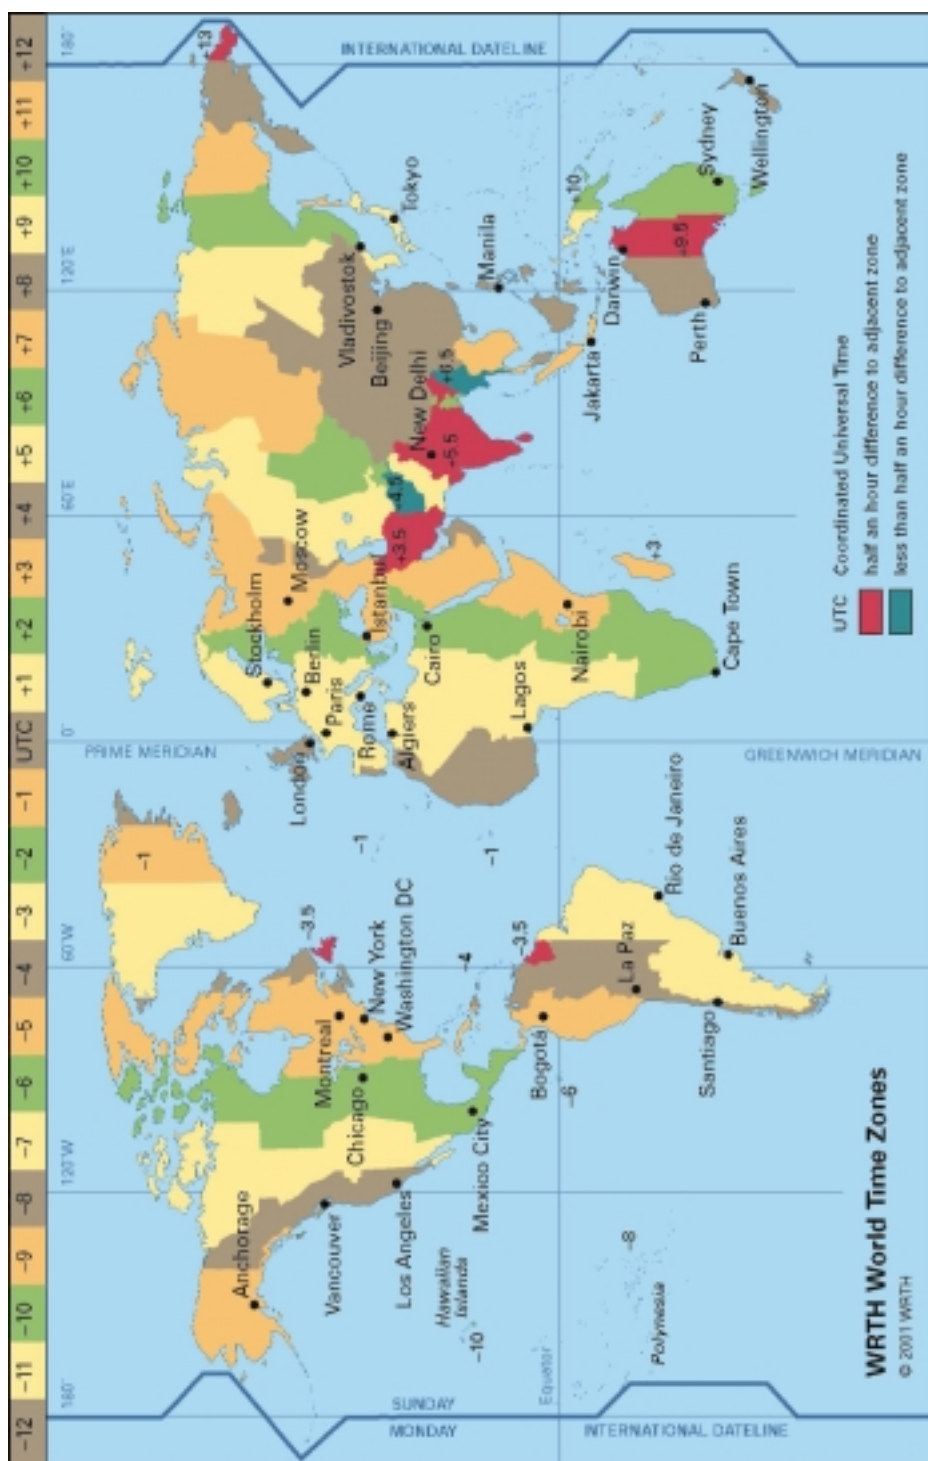 -12 -11 -10 -9 -8 -7 -6 -5 -4 -3 -2 -1 UTC +1 +2 +3 +4 +5 +6 +7 +8 +9 +10 +11 +12
180° 120°W 60°W 0° 60°E 120°E 180°
PRIME MERIDIAN
+13
-1
Anchorage
Stockholm
Moscow
Vancouver
Montreal
-3.5
London
Berlin
Paris
Vladivostok
INTERNATIONAL DATELINE
Chicago
New York
-1
Rome
Istanbul
Beijing
SUNDAY
MONDAY
Los Angeles
Washington DC
Algiers
+3.5
+4.5
New Delhi
Tokyo
Cairo
+5.5
+6.5
Hawaiian
Islands
-10
Mexico City
-4
-1
Manila
Equator
-3.5
Bogotá
-6
Lagos
Nairobi
+10
Jakarta
Darwin
INTERNATIONAL DATELINE
-8
Polynesia
La Paz
Rio de Janeiro
+3
+9.5
Perth
Sydney
Santiago
Buenos Aires
Cape Town
Wellington
GREENWICH MERIDIAN
WRTH World Time Zones
© 2001 WRTH
UTC Coordinated Universal Time
half an hour difference to adjacent zone
less than half an hour difference to adjacent zone